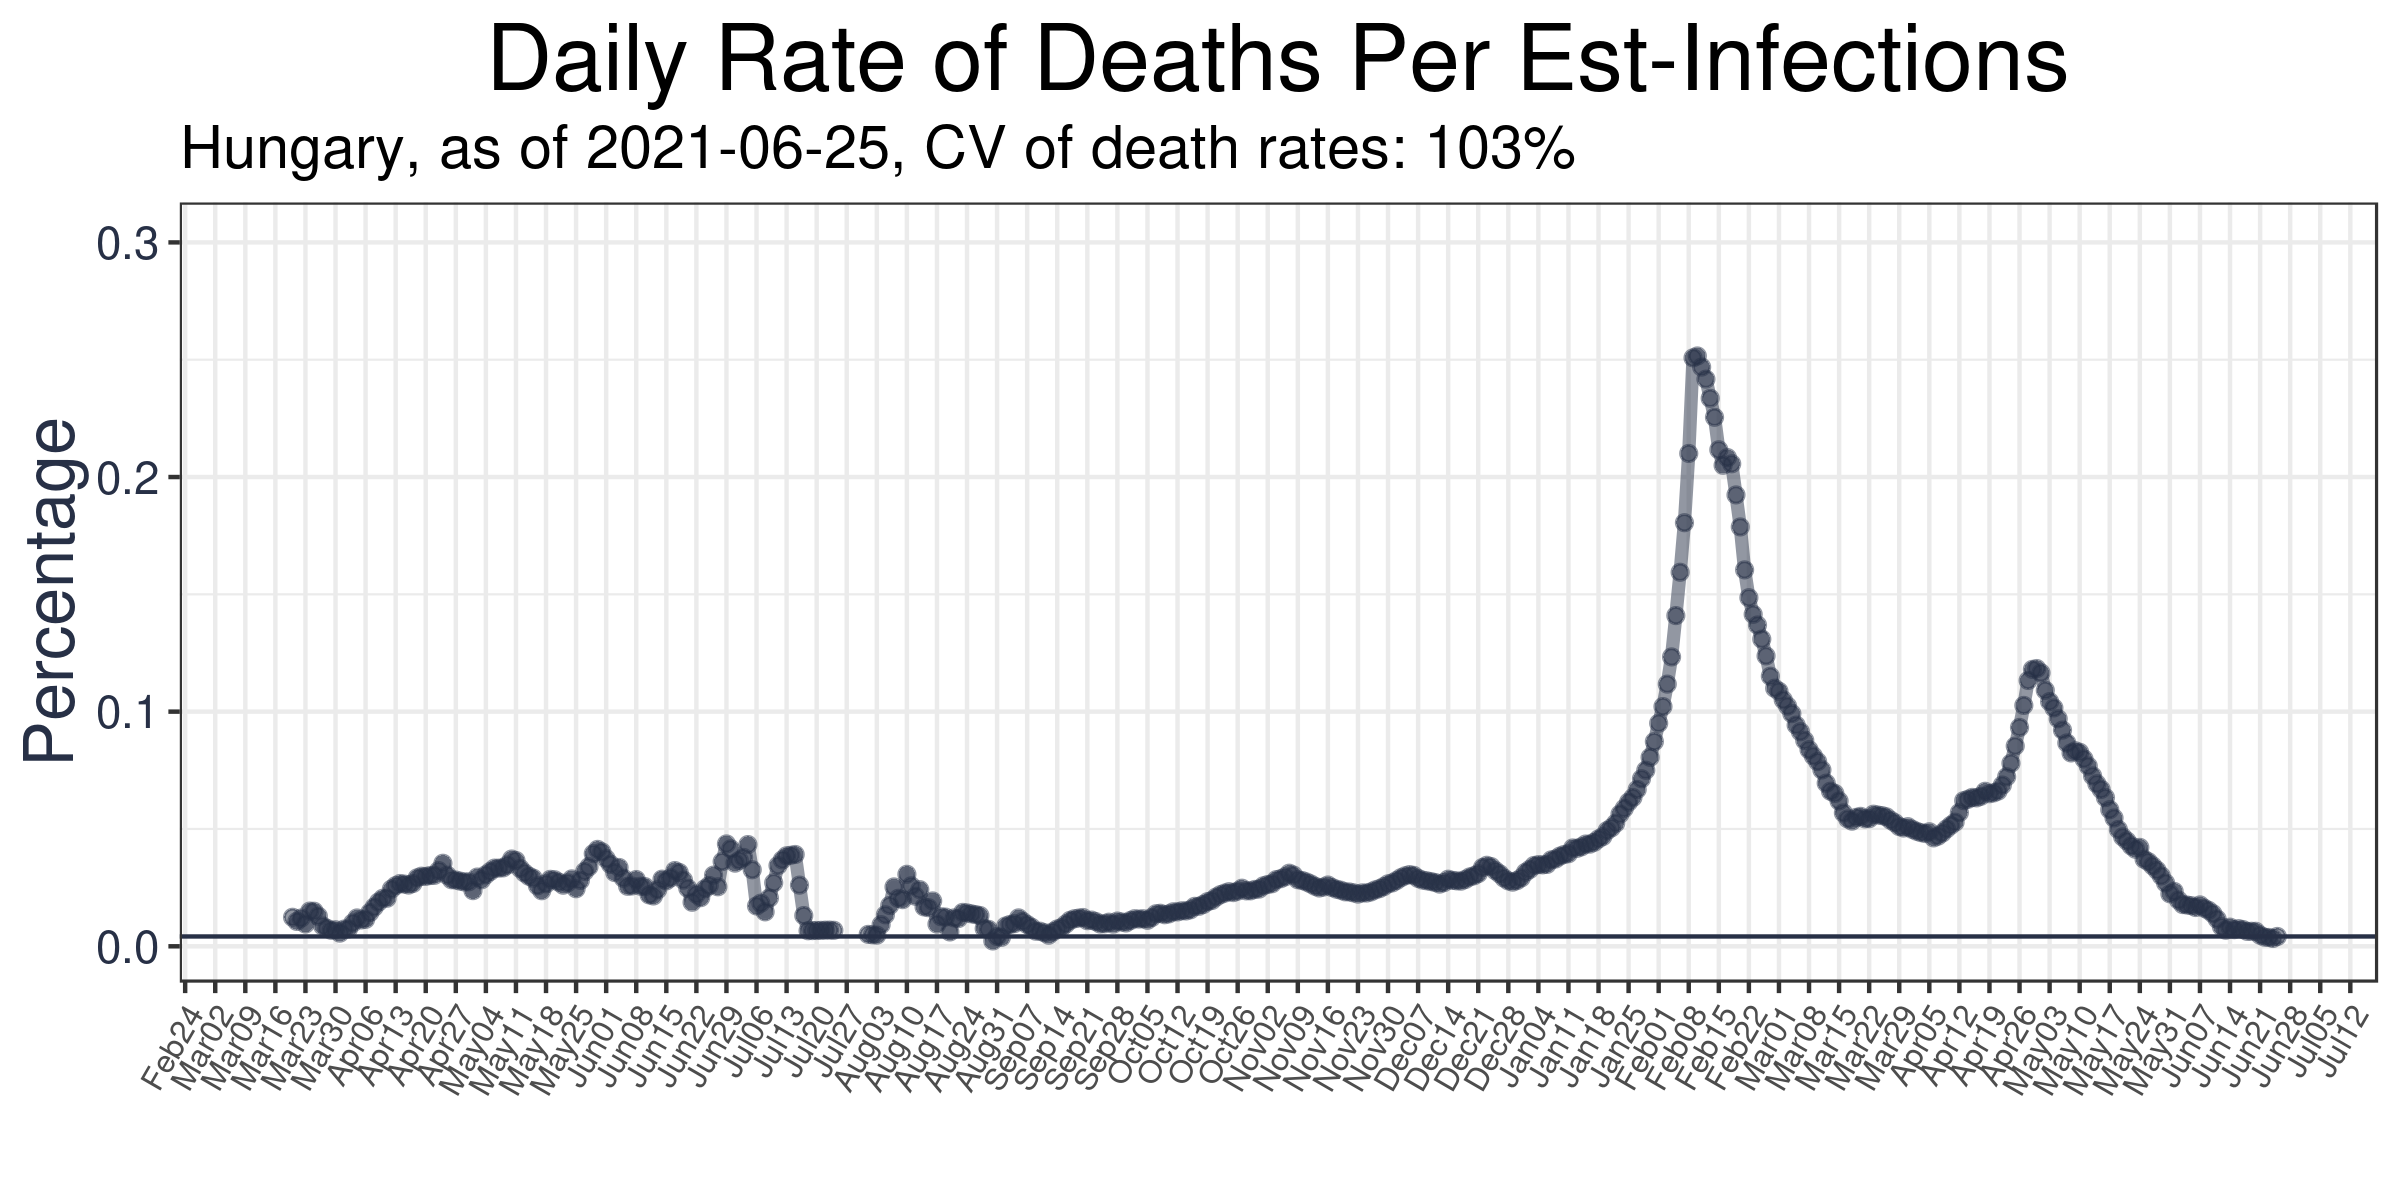 Daily Rate of Deaths Per Est-Infections
Hungary, as of 2021-06-25, CV of death rates: 103%
Percentage
0.3
0.2
0.1
0.0
Feb24
Mar02
Mar09
Mar16
Mar23
Mar30
Apr06
Apr13
Apr20
Apr27
May04
May11
May18
May25
Jun01
Jun08
Jun15
Jun22
Jun29
Jul06
Jul13
Jul20
Jul27
Aug03
Aug10
Aug17
Aug24
Aug31
Sep07
Sep14
Sep21
Sep28
Oct05
Oct12
Oct19
Oct26
Nov02
Nov09
Nov16
Nov23
Nov30
Dec07
Dec14
Dec21
Dec28
Jan04
Jan11
Jan18
Jan25
Feb01
Feb08
Feb15
Feb22
Mar01
Mar08
Mar15
Mar22
Mar29
Apr05
Apr12
Apr19
Apr26
May03
May10
May17
May24
May31
Jun07
Jun14
Jun21
Jun28
Jul05
Jul12